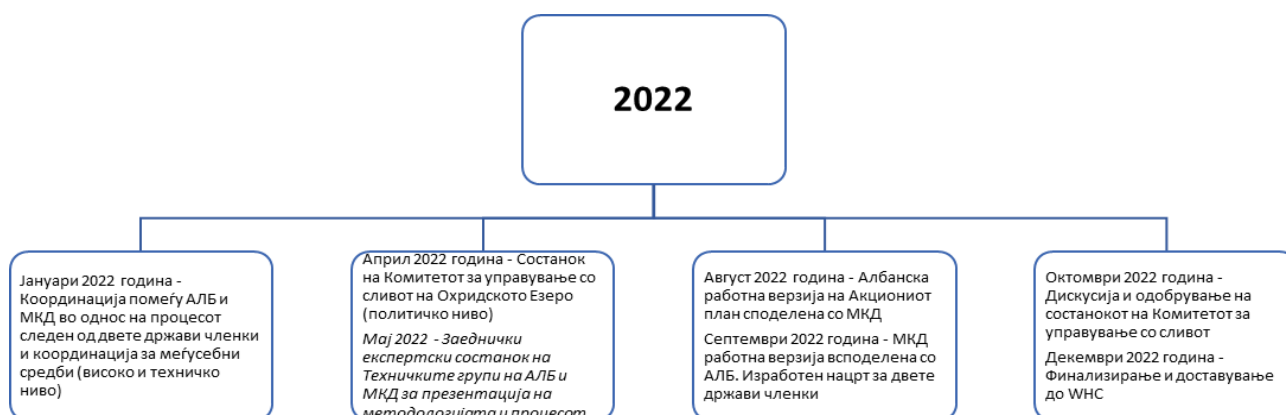 2022
Јануари 2022 година -
Координација помеѓу АЛБ и
МКД во однос на процесот
следен од двете држави членки
и координација за меѓусебни
средби (високо и техничко
ниво)
Април 2022 година - Состанок
на Комитетот за управување со
сливот на Охридското Езеро
(политичко ниво)
Мај 2022 - Заеднички
експертски состанок на
Техничките групи на АЛБ и
МКД за презентација на
методологијата и процесот
Август 2022 година - Албанска
работна верзија на Акциониот
план споделена со МКД
Септември 2022 година - МКД
работна верзија всподелена со
АЛБ. Изработен нацрт за двете
држави членки
Октомври 2022 година -
Дискусија и одобрување на
состанокот на Комитетот за
управување со сливот
Декември 2022 година -
Финализирање и доставување
до WHC